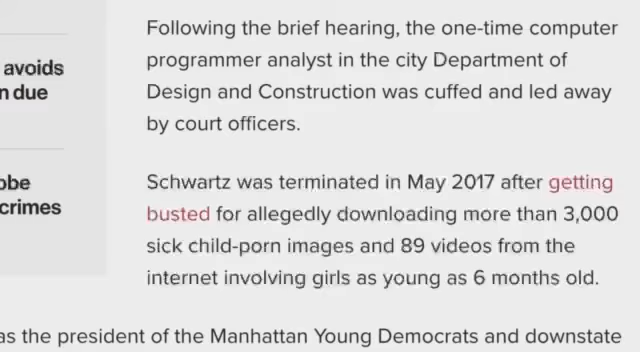 Following the brief hearing, the one-time computer
programmer analyst in the city Department of
Design and Construction was cuffed and led away
by court officers.
avoids
n due
obe
crimes
Schwartz was terminated in May 2017 after getting
busted for allegedly downloading more than 3,000
sick child-porn images and 89 videos from the
internet involving girls as young as 6 months old.
as the president of the Manhattan Young Democrats and downstate